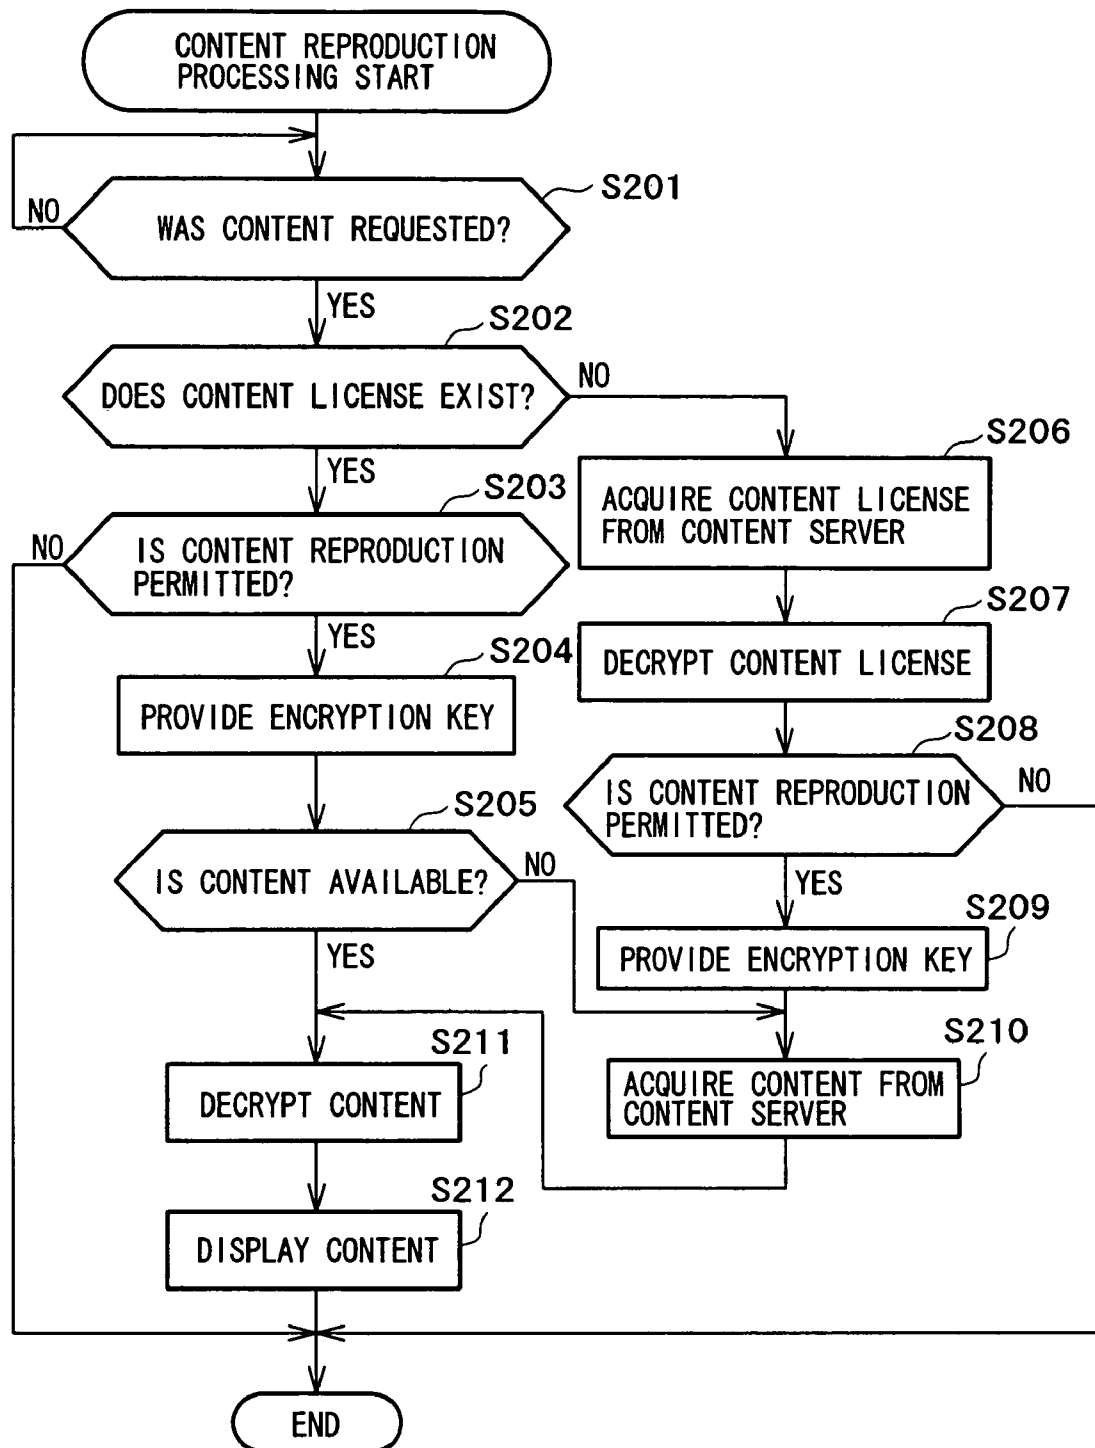 CONTENT REPRODUCTION
PROCESSING START
S201
NO
WAS CONTENT REQUESTED?
YES
S202
DOES CONTENT LICENSE EXIST?
NO
YES
S203
NO
IS CONTENT REPRODUCTION
PERMITTED?
YES
S204
PROVIDE ENCRYPTION KEY
S205
IS CONTENT AVAILABLE?
NO
YES
S206
ACQUIRE CONTENT LICENSE
FROM CONTENT SERVER
S207
DECRYPT CONTENT LICENSE
S208
IS CONTENT REPRODUCTION
PERMITTED?
NO
YES
S209
PROVIDE ENCRYPTION KEY
S210
ACQUIRE CONTENT FROM
CONTENT SERVER
S211
DECRYPT CONTENT
S212
DISPLAY CONTENT
END